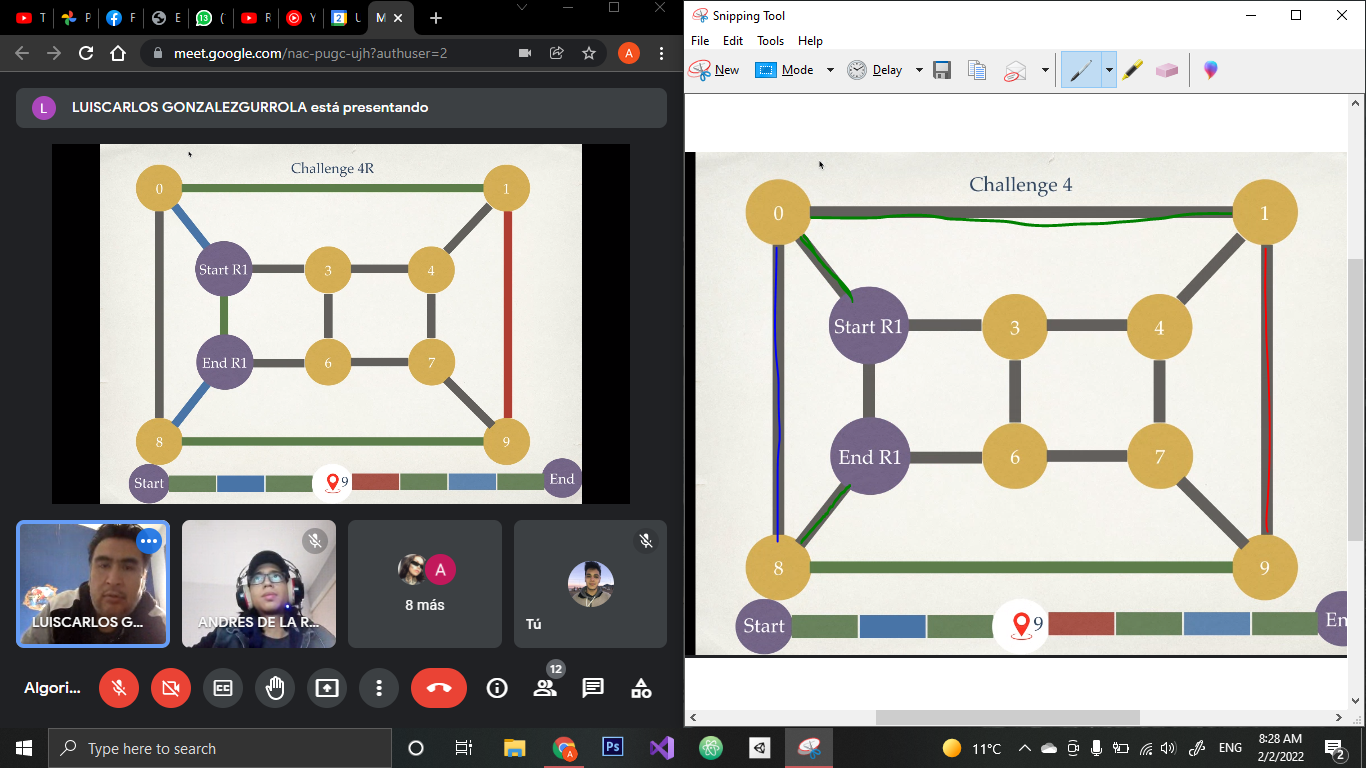 T
P
F
E
13
(
R
Y
2
U
M
meet.google.com/nac-pugc-ujh?authuser=2
A
L
LUISCARLOS GONZALEZGURROLA está presentando
Challenge 4R
0
1
Start R1
3
4
End R1
6
7
8
9
Start
9
End
LUISCARLOS G...
ANDRES DE LA R...
A
8 más
Tú
Algori...
12
Snipping Tool
File Edit Tools Help
New Mode Delay
Challenge 4
0
1
Start R1
3
4
End R1
6
7
8
9
Start
9
En
Type here to search
A
Ps
11°C
ENG
8:28 AM
2/2/2022
2